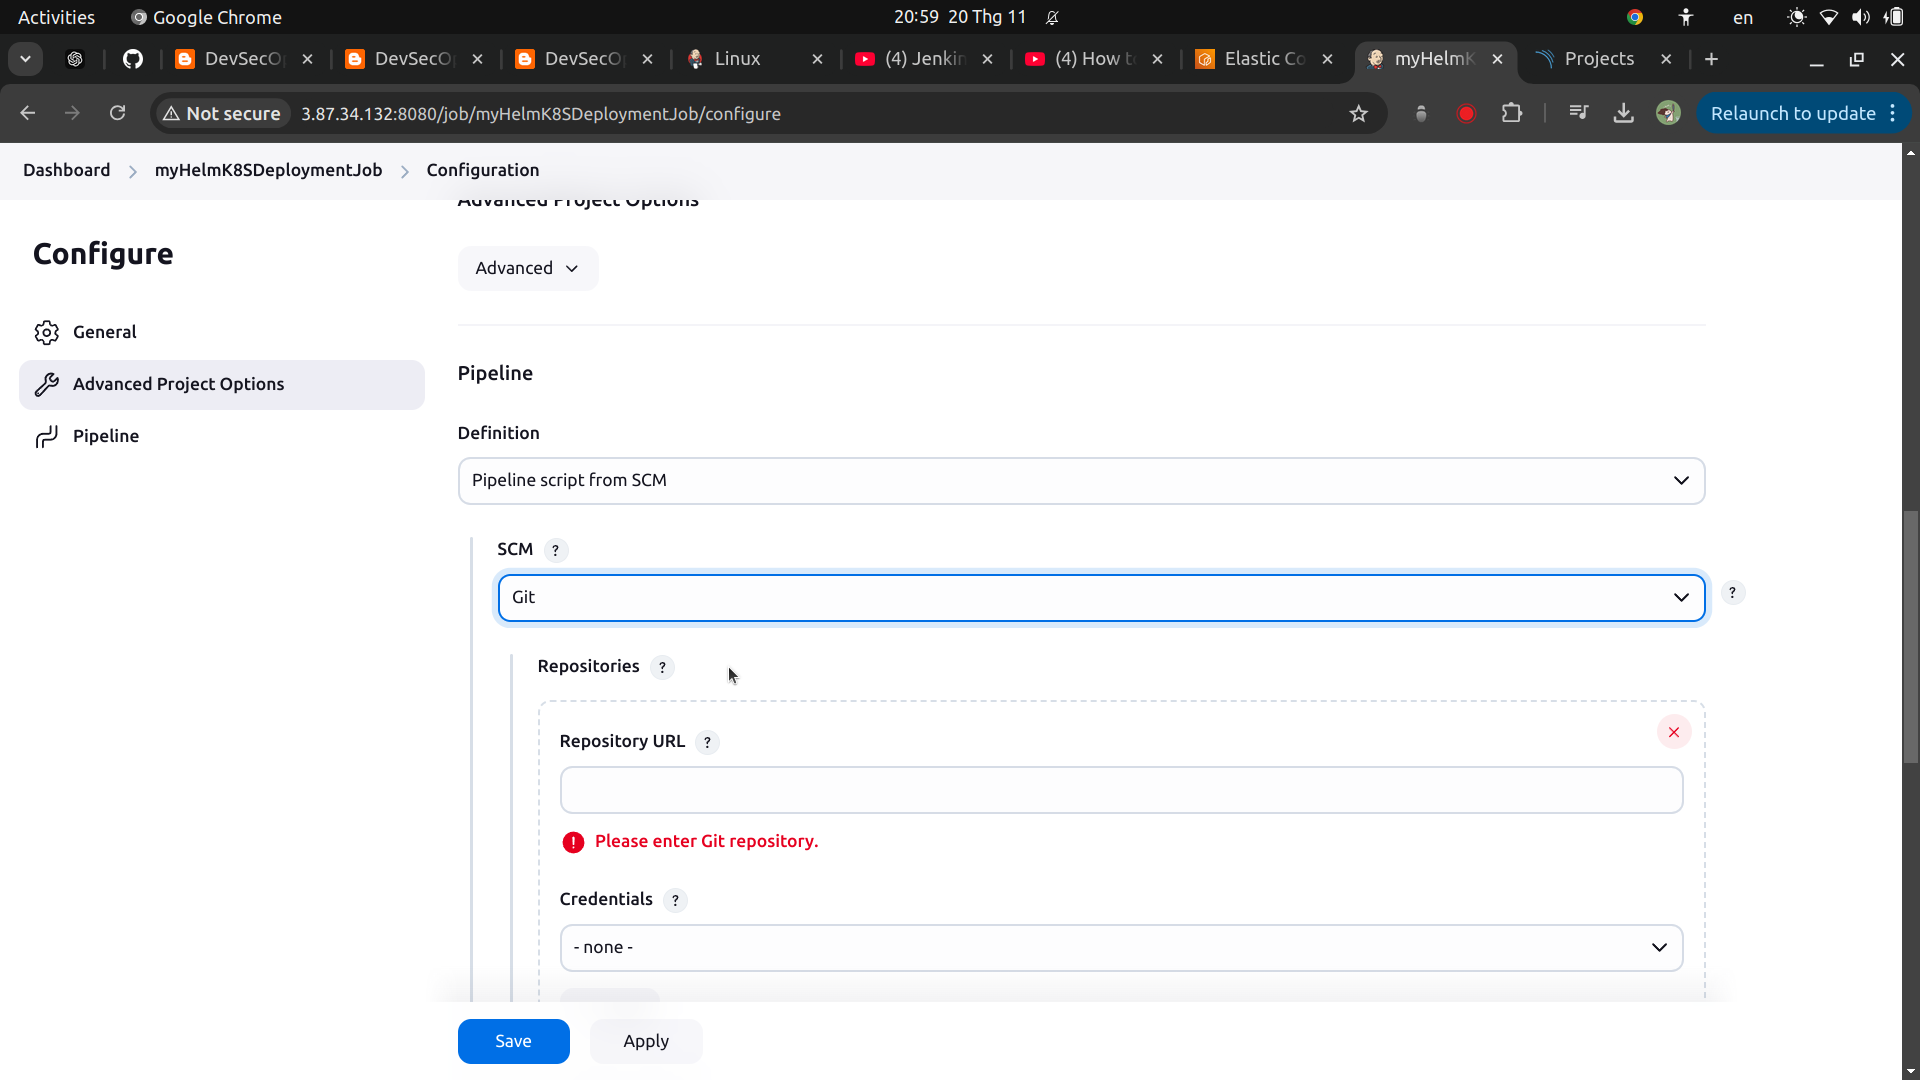 Activities
Google Chrome
20:59 20 Thg 11
en
DevSecO
DevSecO
DevSecO
Linux
(4) Jenkin
(4) How to
Elastic Co
myHelmK
Projects
Not secure
3.87.34.132:8080/job/myHelmK8SDeploymentJob/configure
Relaunch to update
Dashboard
myHelmK8SDeploymentJob
Configuration
Advanced Project Options
Configure
Advanced
General
Advanced Project Options
Pipeline
Pipeline
Definition
Pipeline script from SCM
SCM ?
Git
?
Repositories ?
Repository URL ?
Please enter Git repository.
Credentials ?
- none -
Save
Apply